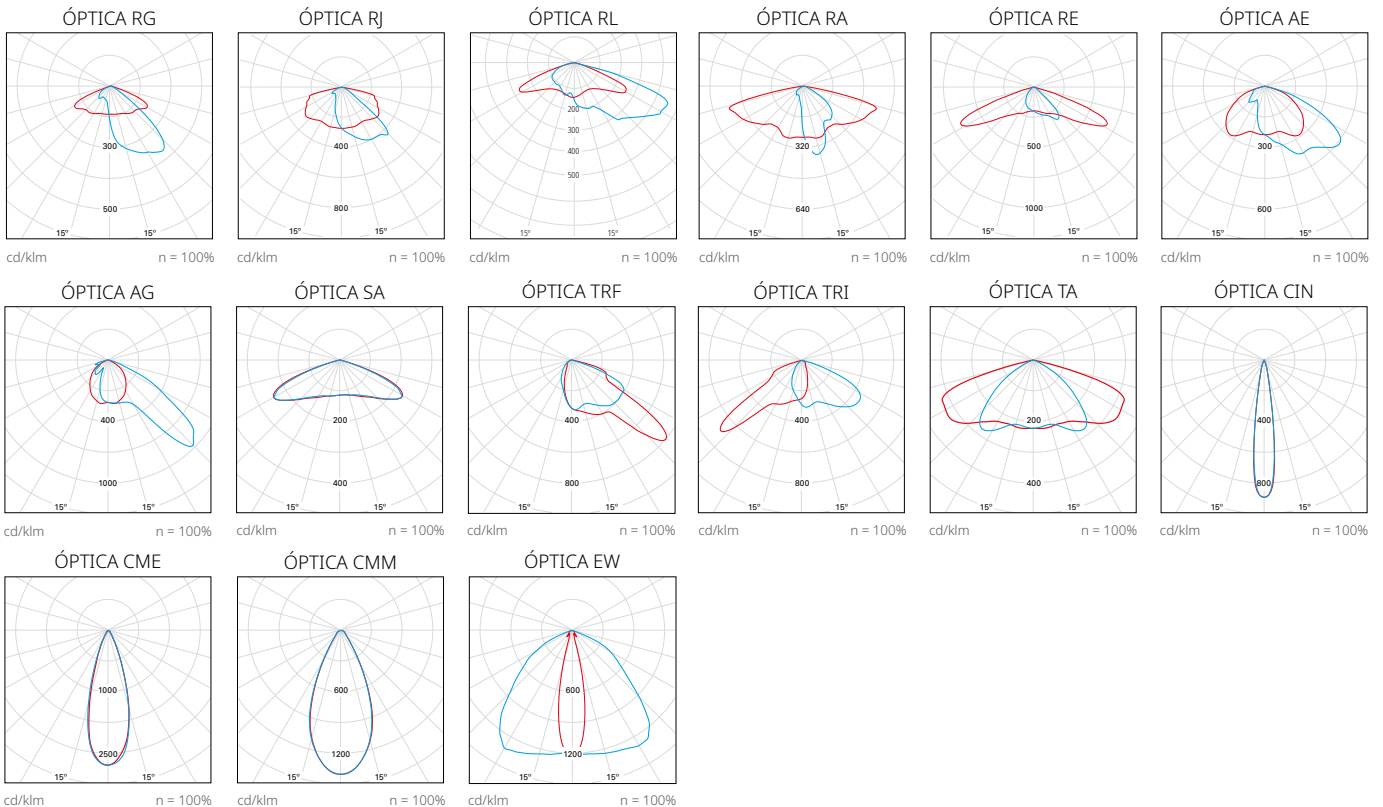 ÓPTICA RG
300
500
15° 15°
cd/klm n = 100%
ÓPTICA RJ
400
800
15° 15°
cd/klm n = 100%
ÓPTICA RL
200
300
400
500
15° 15°
cd/klm n = 100%
ÓPTICA RA
320
640
15° 15°
cd/klm n = 100%
ÓPTICA RE
500
1000
15° 15°
cd/klm n = 100%
ÓPTICA AE
300
600
15° 15°
cd/klm n = 100%
ÓPTICA AG
400
1000
15° 15°
cd/klm n = 100%
ÓPTICA SA
200
400
15° 15°
cd/klm n = 100%
ÓPTICA TRF
400
800
15° 15°
cd/klm n = 100%
ÓPTICA TRI
400
800
15° 15°
cd/klm n = 100%
ÓPTICA TA
200
400
15° 15°
cd/klm n = 100%
ÓPTICA CIN
400
800
15° 15°
cd/klm n = 100%
ÓPTICA CME
1000
2500
15° 15°
cd/klm n = 100%
ÓPTICA CMM
600
1200
15° 15°
cd/klm n = 100%
ÓPTICA EW
600
1200
15° 15°
cd/klm n = 100%